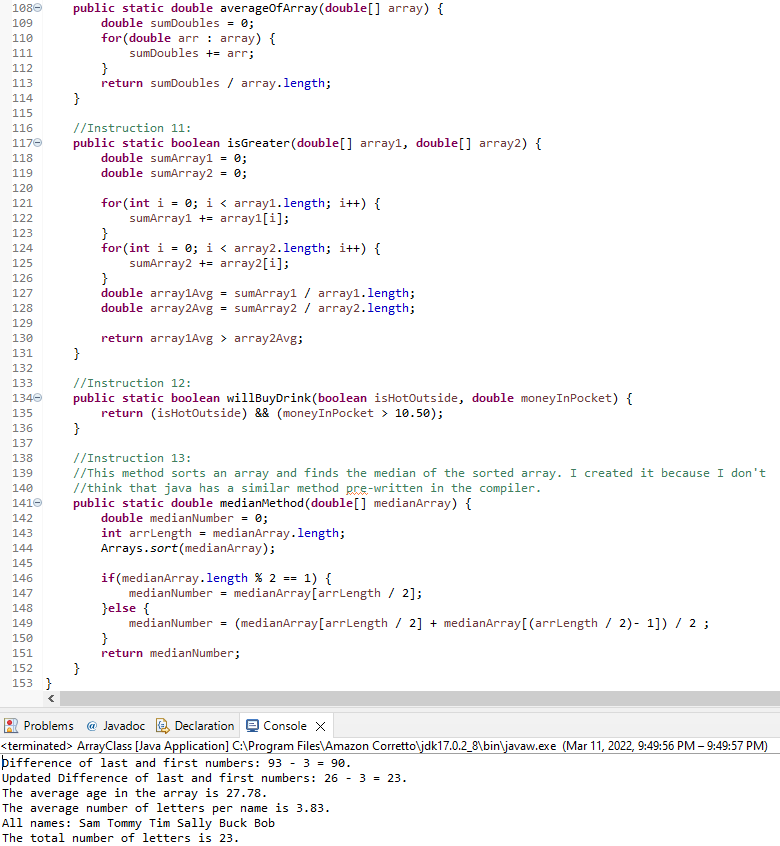 108 public static double averageOfArray(double[] array) {
109 double sumDoubles = 0;
110 for(double arr : array) {
111 sumDoubles += arr;
112 }
113 return sumDoubles / array.length;
114 }
115
116 //Instruction 11:
117 public static boolean isGreater(double[] array1, double[] array2) {
118 double sumArray1 = 0;
119 double sumArray2 = 0;
120
121 for(int i = 0; i < array1.length; i++) {
122 sumArray1 += array1[i];
123 }
124 for(int i = 0; i < array2.length; i++) {
125 sumArray2 += array2[i];
126 }
127 double array1Avg = sumArray1 / array1.length;
128 double array2Avg = sumArray2 / array2.length;
129
130 return array1Avg > array2Avg;
131 }
132
133 //Instruction 12:
134 public static boolean willBuyDrink(boolean isHotOutside, double moneyInPocket) {
135 return (isHotOutside) && (moneyInPocket > 10.50);
136 }
137
138 //Instruction 13:
139 //This method sorts an array and finds the median of the sorted array. I created it because I don't
140 //think that java has a similar method pre-written in the compiler.
141 public static double medianMethod(double[] medianArray) {
142 double medianNumber = 0;
143 int arrLength = medianArray.length;
144 Arrays.sort(medianArray);
145
146 if(medianArray.length % 2 == 1) {
147 medianNumber = medianArray[arrLength / 2];
148 }else {
149 medianNumber = (medianArray[arrLength / 2] + medianArray[(arrLength / 2)- 1]) / 2 ;
150 }
151 return medianNumber;
152 }
153 }
Problems @ Javadoc Declaration Console
<terminated> ArrayClass [Java Application] C:\Program Files\Amazon Corretto\jdk17.0.2_8\bin\javaw.exe (Mar 11, 2022, 9:49:56 PM – 9:49:57 PM)
Difference of last and first numbers: 93 - 3 = 90.
Updated Difference of last and first numbers: 26 - 3 = 23.
The average age in the array is 27.78.
The average number of letters per name is 3.83.
All names: Sam Tommy Tim Sally Buck Bob
The total number of letters is 23.